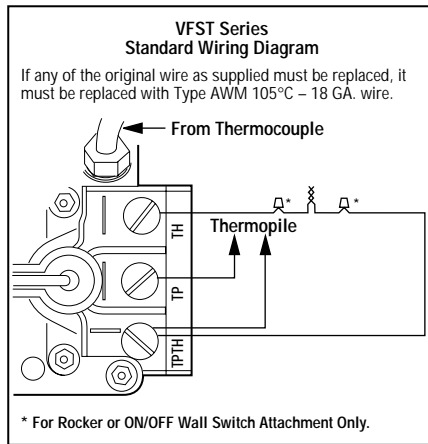 VFST Series
Standard Wiring Diagram
If any of the original wire as supplied must be replaced, it
must be replaced with Type AWM 105°C – 18 GA. wire.
From Thermocouple
* *
TH
Thermopile
TP
TPTH
* For Rocker or ON/OFF Wall Switch Attachment Only.